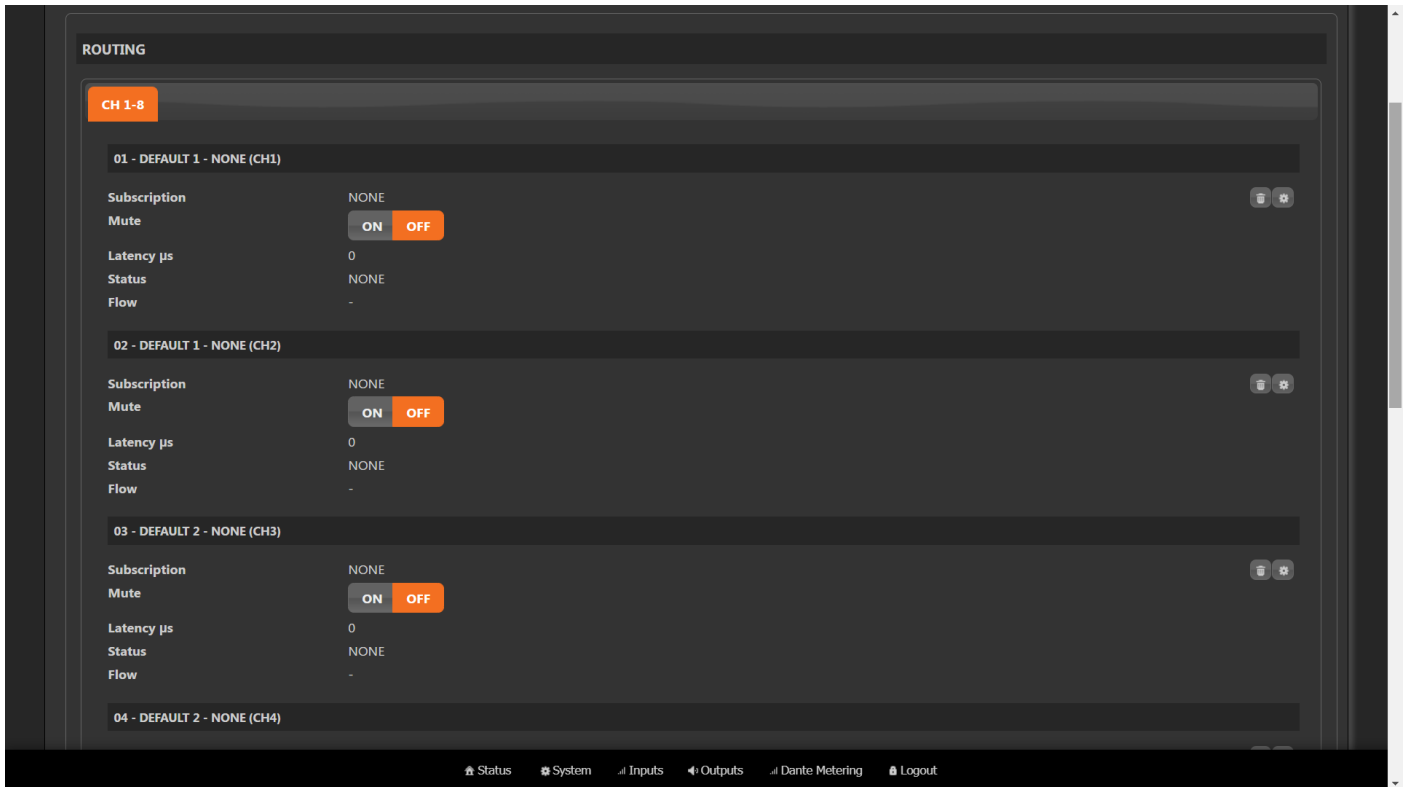 ROUTING
CH 1-8
01 - DEFAULT 1 - NONE (CH1)
Subscription NONE
Mute ON OFF
Latency µs 0
Status NONE
Flow -
02 - DEFAULT 1 - NONE (CH2)
Subscription NONE
Mute ON OFF
Latency µs 0
Status NONE
Flow -
03 - DEFAULT 2 - NONE (CH3)
Subscription NONE
Mute ON OFF
Latency µs 0
Status NONE
Flow -
04 - DEFAULT 2 - NONE (CH4)
Status System Inputs Outputs Dante Metering Logout